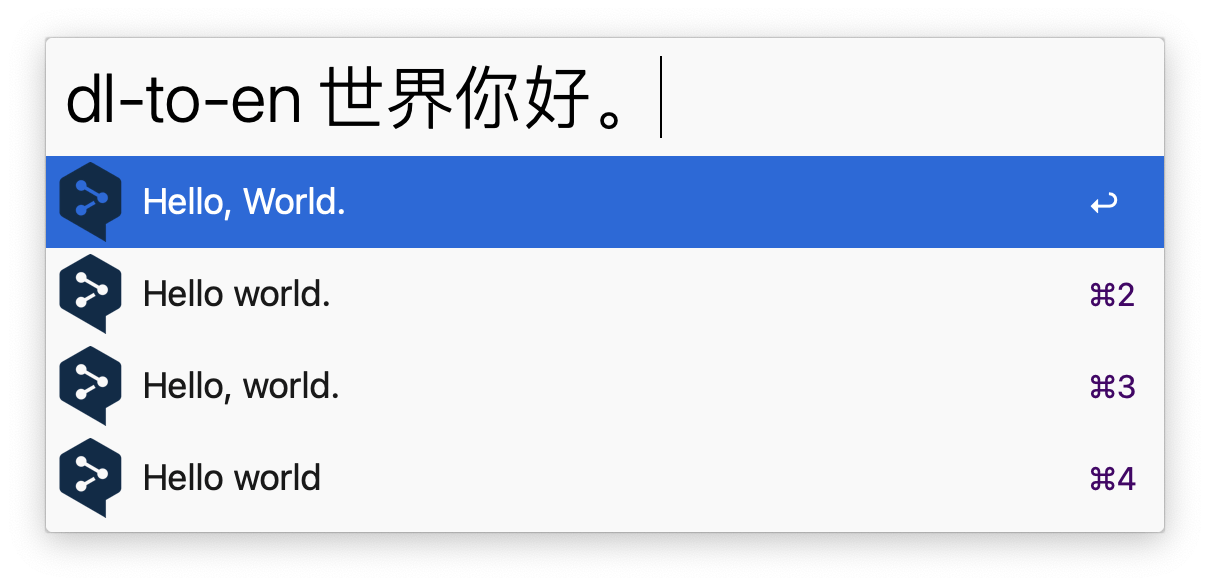 dl-to-en 世界你好。
Hello, World. ↩
Hello world. ⌘2
Hello, world. ⌘3
Hello world ⌘4